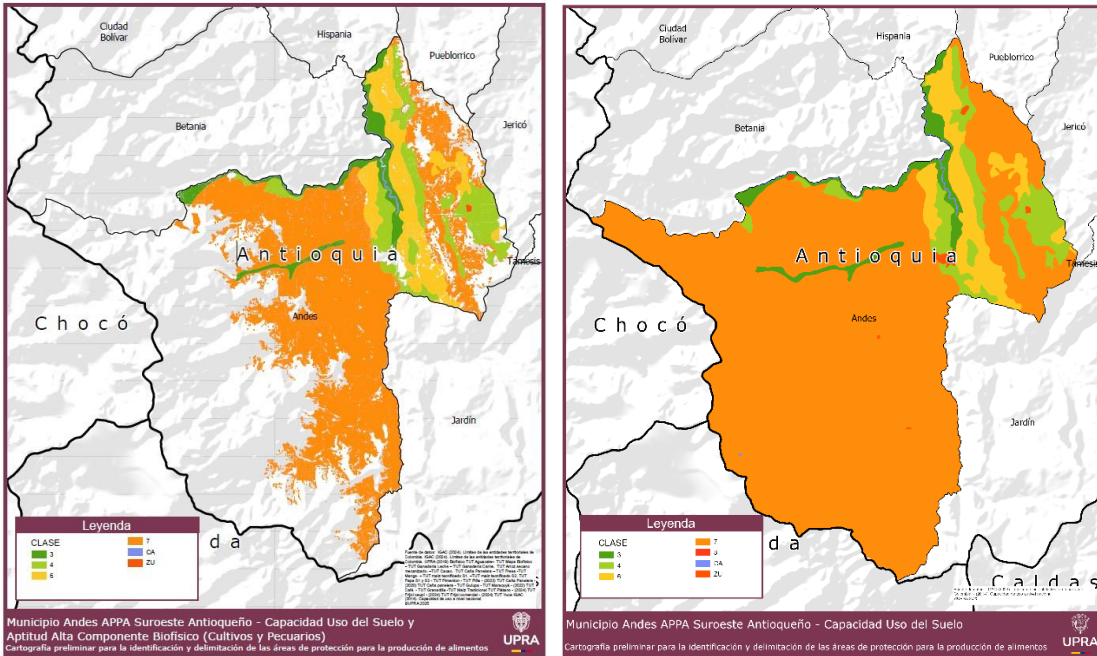 Ciudad
Bolívar
Hispania
Pueblorrico
Jericó
Betania
Antioquia
Támesis
Andes
Chocó
Jardín
da
s
Leyenda
CLASE
3
4
6
7
CA
ZU
Municipio Andes APPA Suroeste Antioqueño - Capacidad Uso del Suelo y
Aptitud Alta Componente Biofísico (Cultivos y Pecuarios)
Cartografía preliminar para la identificación y delimitación de las áreas de protección para la producción de alimentos
UPRA
Ciudad
Bolívar
Hispania
Pueblorrico
Jericó
Betania
Antioquia
Támesis
Andes
Chocó
Jardín
da
Caldas
Leyenda
CLASE
3
4
6
7
8
CA
ZU
Municipio Andes APPA Suroeste Antioqueño - Capacidad Uso del Suelo
Cartografía preliminar para la identificación y delimitación de las áreas de protección para la producción de alimentos
UPRA